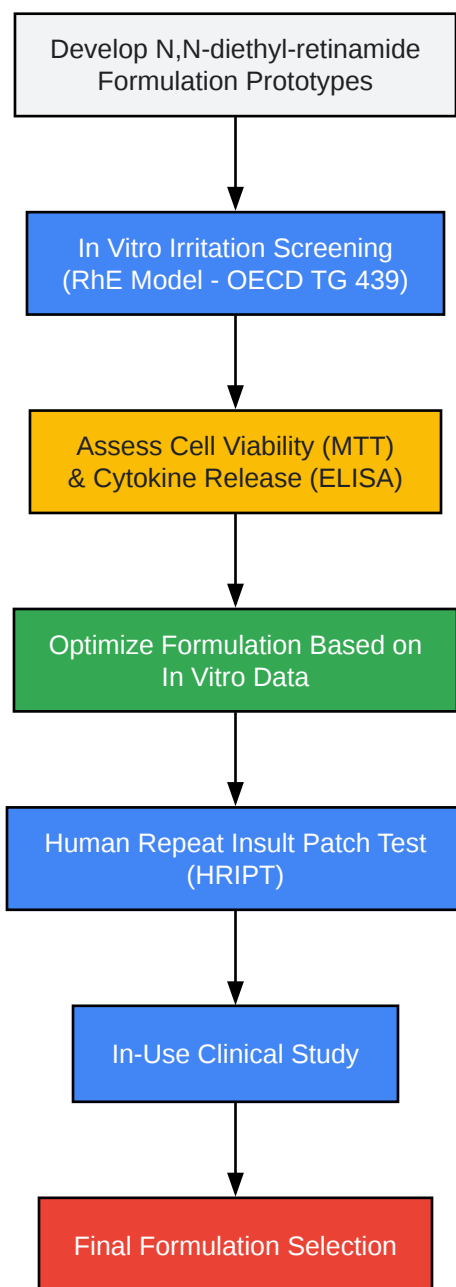 Develop N,N-diethyl-retinamide
Formulation Prototypes
In Vitro Irritation Screening
(RhE Model - OECD TG 439)
Assess Cell Viability (MTT)
& Cytokine Release (ELISA)
Optimize Formulation Based on
In Vitro Data
Human Repeat Insult Patch Test
(HRIPT)
In-Use Clinical Study
Final Formulation Selection